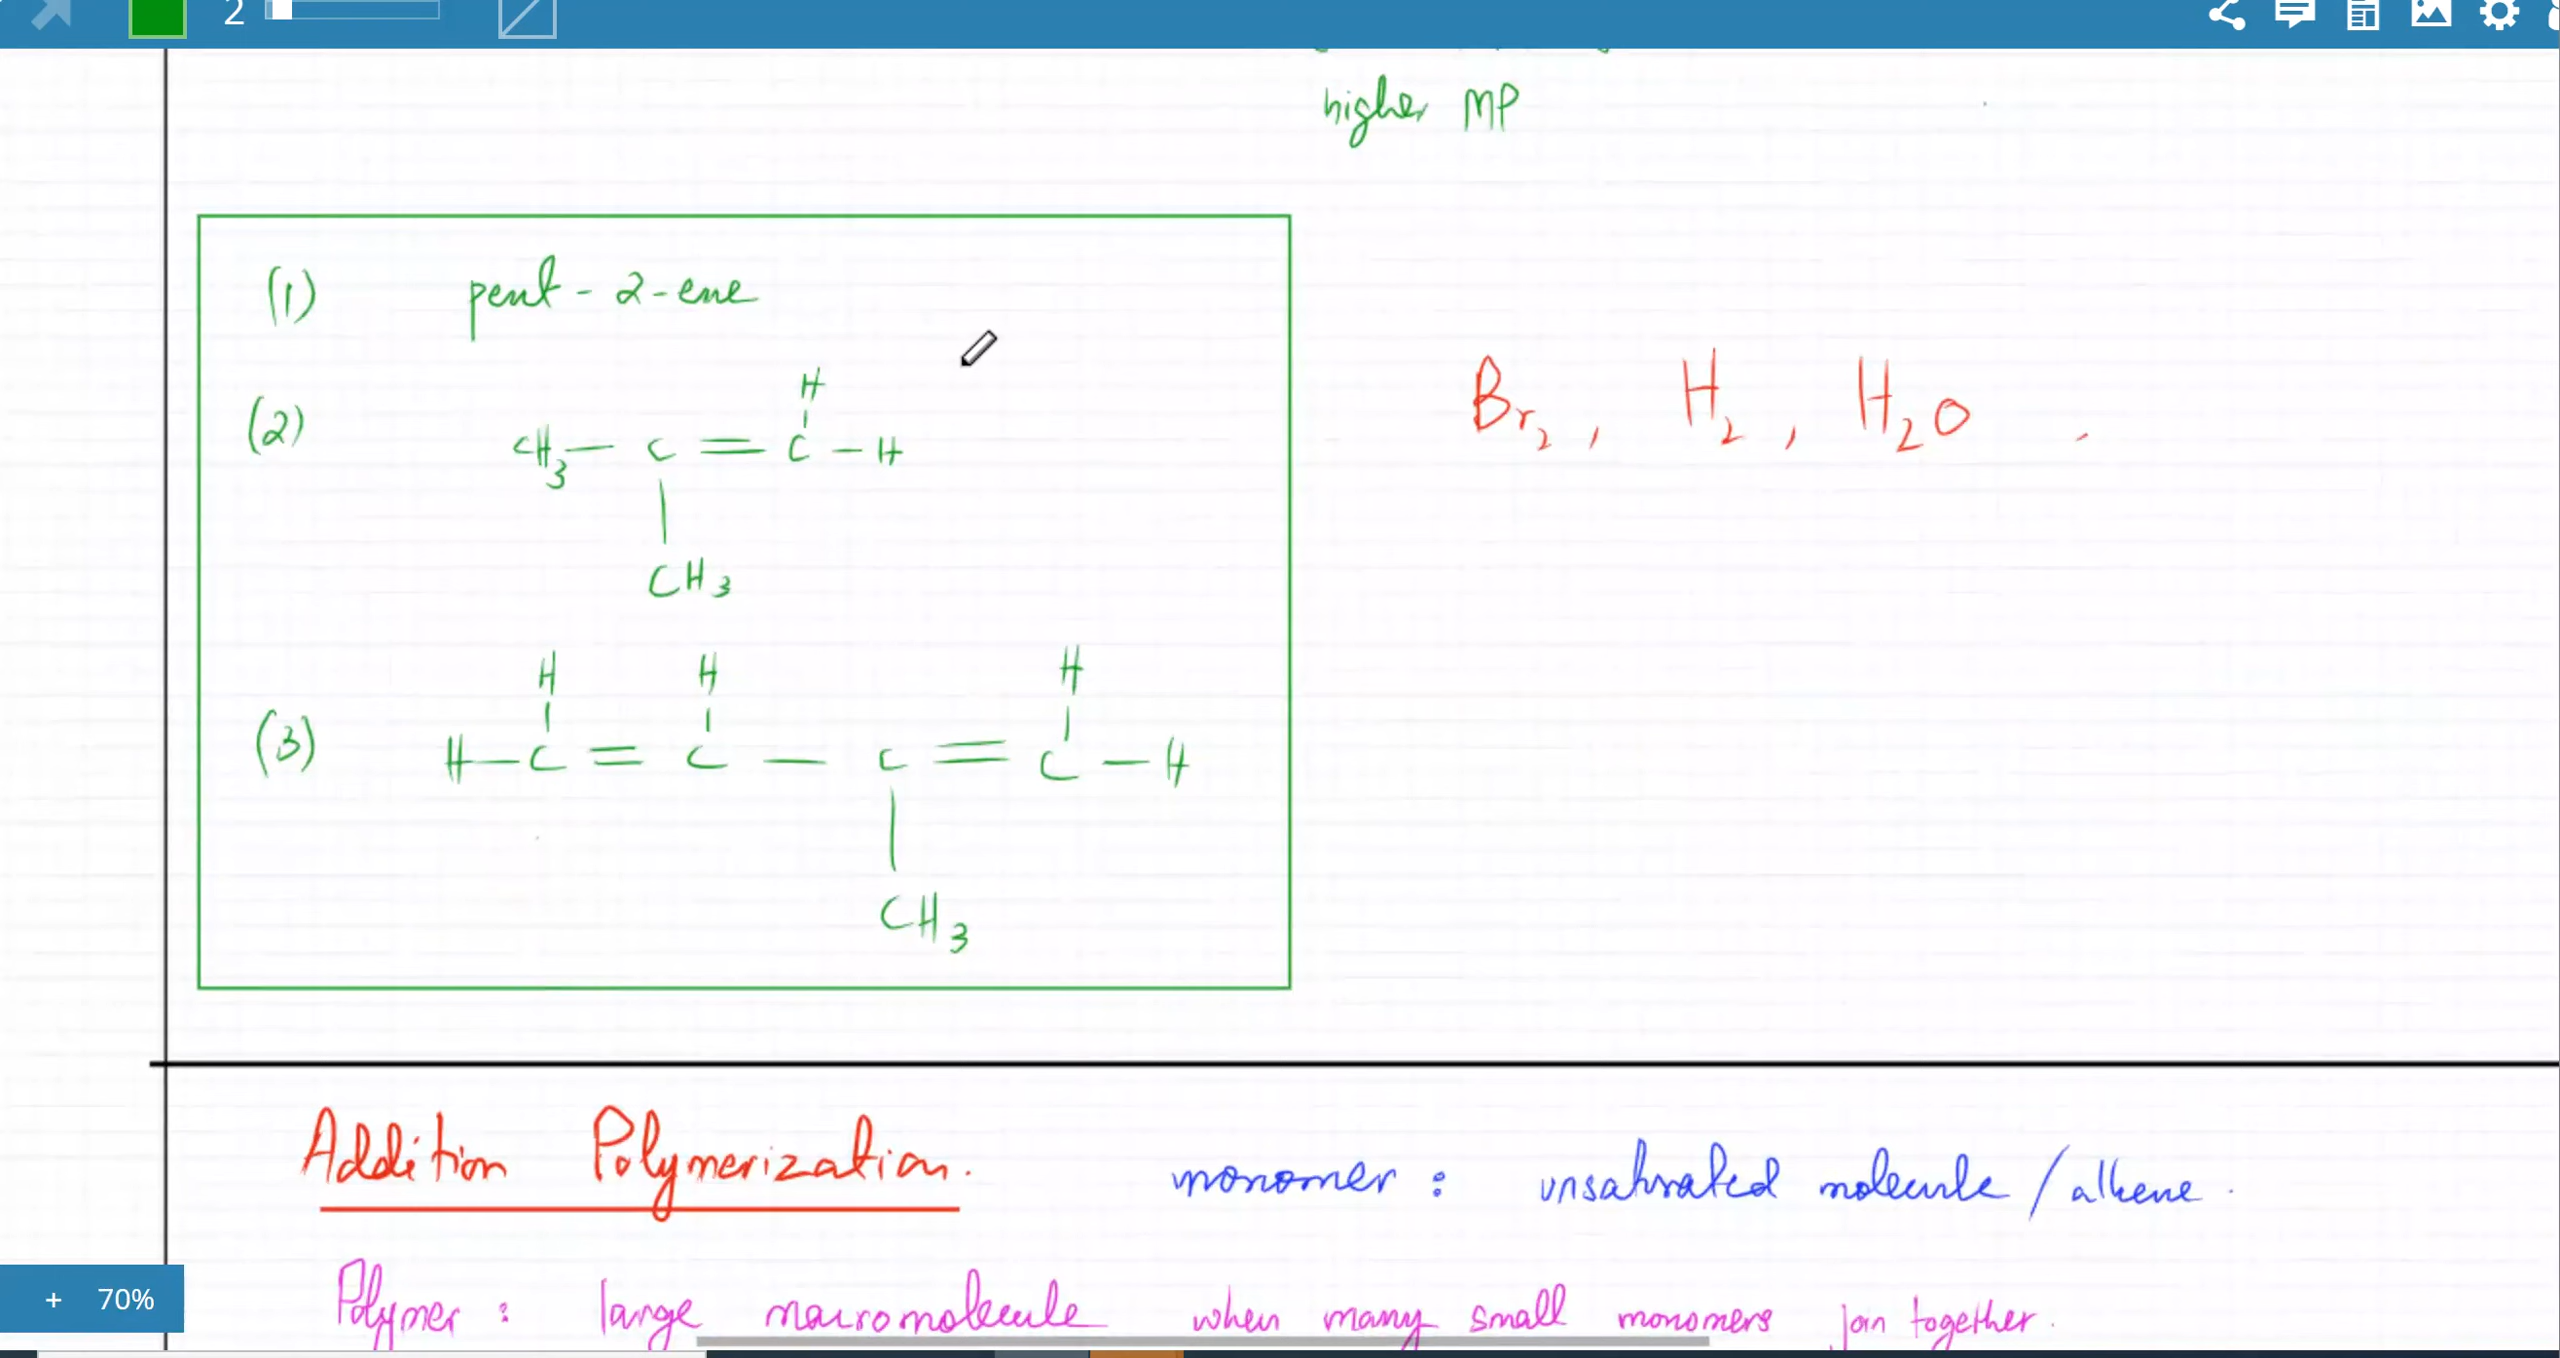 2
higher MP
(1) pent - 2 - ene
H
(2) CH3 — C = C — H
CH3
H H H
(3) H — C = C — C = C — H
CH3
Br2 , H2 , H2O
Addition Polymerization.
monomer : unsaturated molecule / alkene .
Polymer : large macromolecule when many small monomers join together .
+ 70%